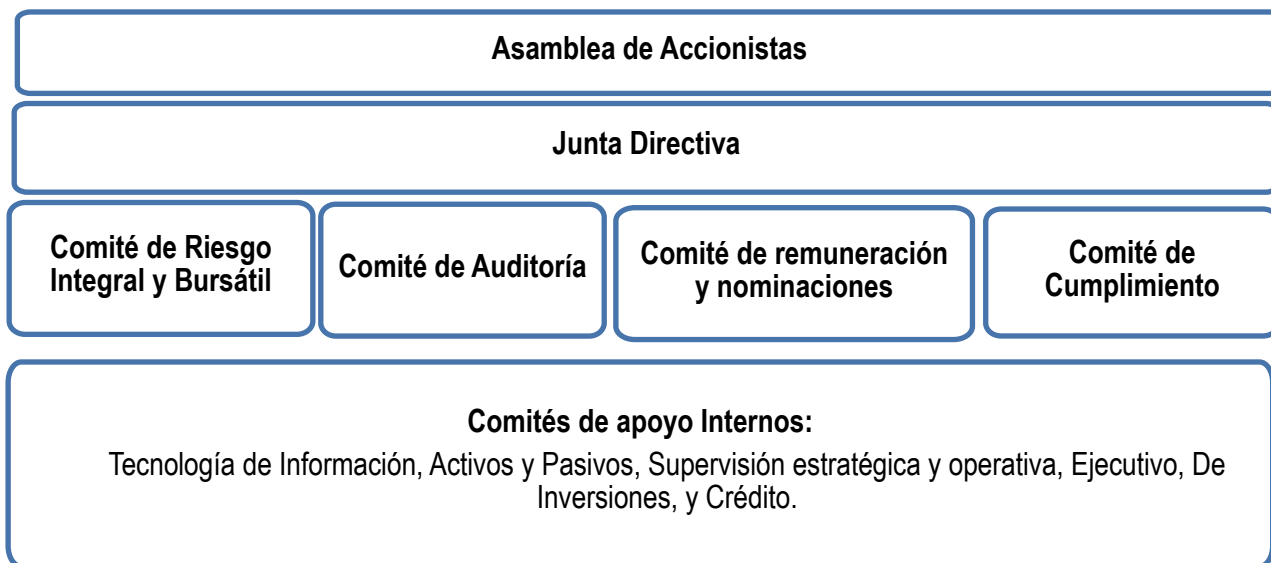 Asamblea de Accionistas
Junta Directiva
Comité de Riesgo
Integral y Bursátil
Comité de Auditoría
Comité de remuneración
y nominaciones
Comité de
Cumplimiento
Comités de apoyo Internos:
Tecnología de Información, Activos y Pasivos, Supervisión estratégica y operativa, Ejecutivo, De
Inversiones, y Crédito.